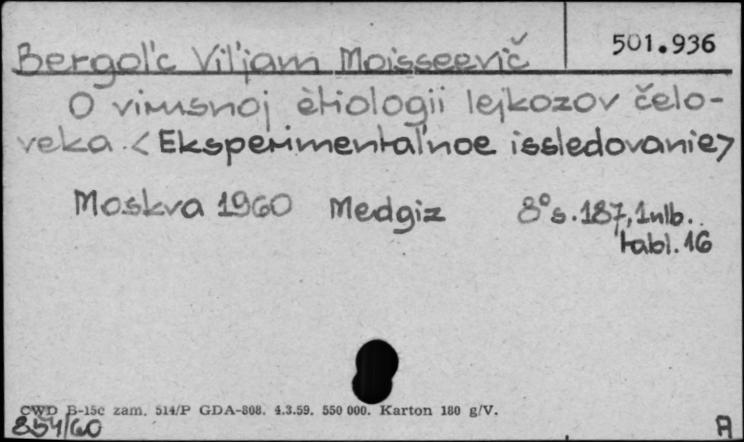 501.936
Bergol'c Vil'jam Moisseevič
O virusnoj ètiologii lejkozov čelo-
veka. <Eksperimental'noe issledovanie>
Moskva 1960 Medgiz 8° s. 187, 1 nlb.
tabl. 16
CWD B-15c zam. 514/P GDA-808. 4.3.59. 550 000. Karton 180 g/V.
854/60
A